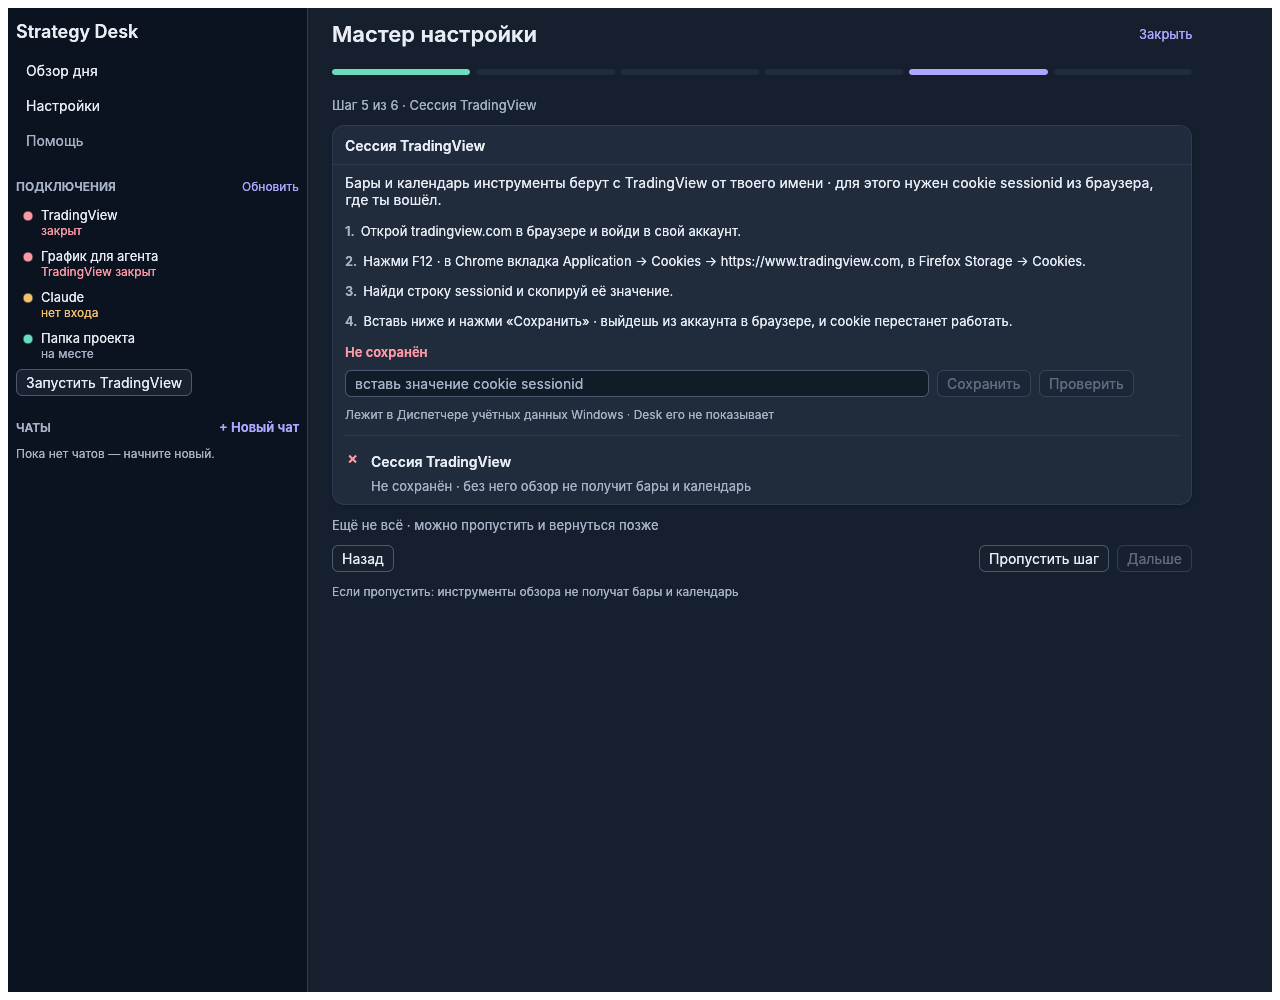 Strategy Desk
Обзор дня
Настройки
Помощь
ПОДКЛЮЧЕНИЯ
Обновить
TradingView
закрыт
График для агента
TradingView закрыт
Claude
нет входа
Папка проекта
на месте
Запустить TradingView
ЧАТЫ
+ Новый чат
Пока нет чатов — начните новый.
Мастер настройки
Закрыть
Шаг 5 из 6 · Сессия TradingView
Сессия TradingView
Бары и календарь инструменты берут с TradingView от твоего имени · для этого нужен cookie sessionid из браузера,
где ты вошёл.
1. Открой tradingview.com в браузере и войди в свой аккаунт.
2. Нажми F12 · в Chrome вкладка Application → Cookies → https://www.tradingview.com, в Firefox Storage → Cookies.
3. Найди строку sessionid и скопируй её значение.
4. Вставь ниже и нажми «Сохранить» · выйдешь из аккаунта в браузере, и cookie перестанет работать.
Не сохранён
вставь значение cookie sessionid
Сохранить
Проверить
Лежит в Диспетчере учётных данных Windows · Desk его не показывает
× Сессия TradingView
Не сохранён · без него обзор не получит бары и календарь
Ещё не всё · можно пропустить и вернуться позже
Назад
Пропустить шаг
Дальше
Если пропустить: инструменты обзора не получат бары и календарь